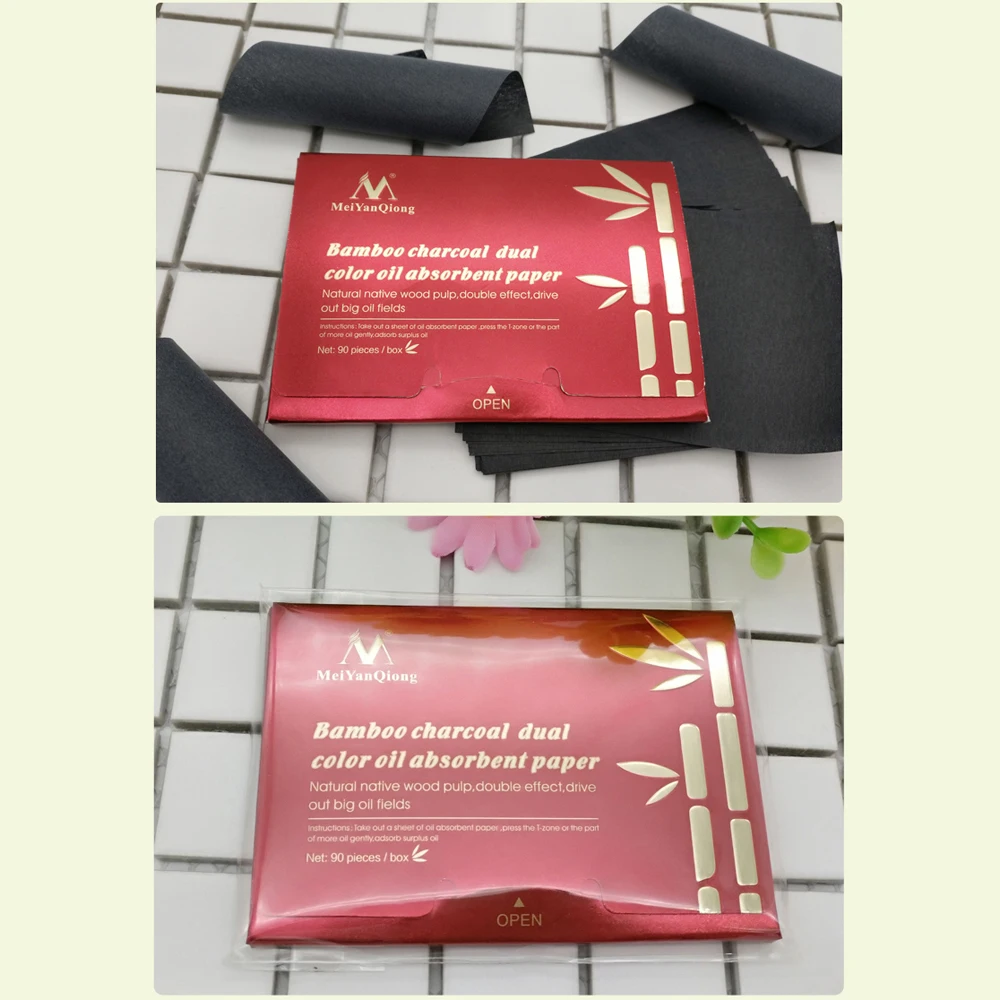 MeiYanQiong
®
Bamboo charcoal dual
color oil absorbent paper
Natural native wood pulp,double effect,drive
out big oil fields
Instructions: Take out a sheet of oil absorbent paper ,press the T-zone or the part
of more oil gently,adsorb surplus oil
Net: 90 pieces / box
OPEN
MeiYanQiong
Bamboo charcoal dual
color oil absorbent paper
Natural native wood pulp,double effect,drive
out big oil fields
Instructions: Take out a sheet of oil absorbent paper ,press the T-zone or the part
of more oil gently,adsorb surplus oil
Net: 90 pieces / box
OPEN